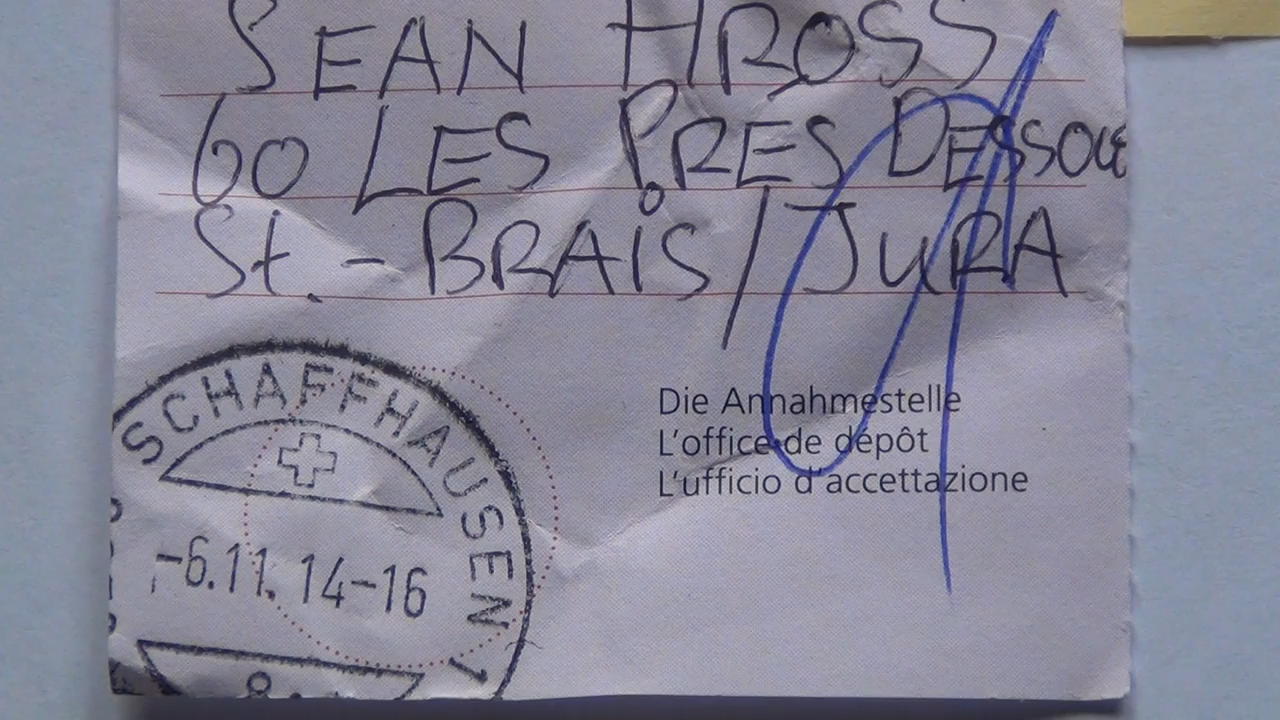 SEAN HROSS
60 LES PRES DESSOUS
St. - BRAIS / JURA
Die Annahmestelle
L'office de dépôt
L'ufficio d'accettazione
SCHAFFHAUSEN 1
-6.11. 14-16